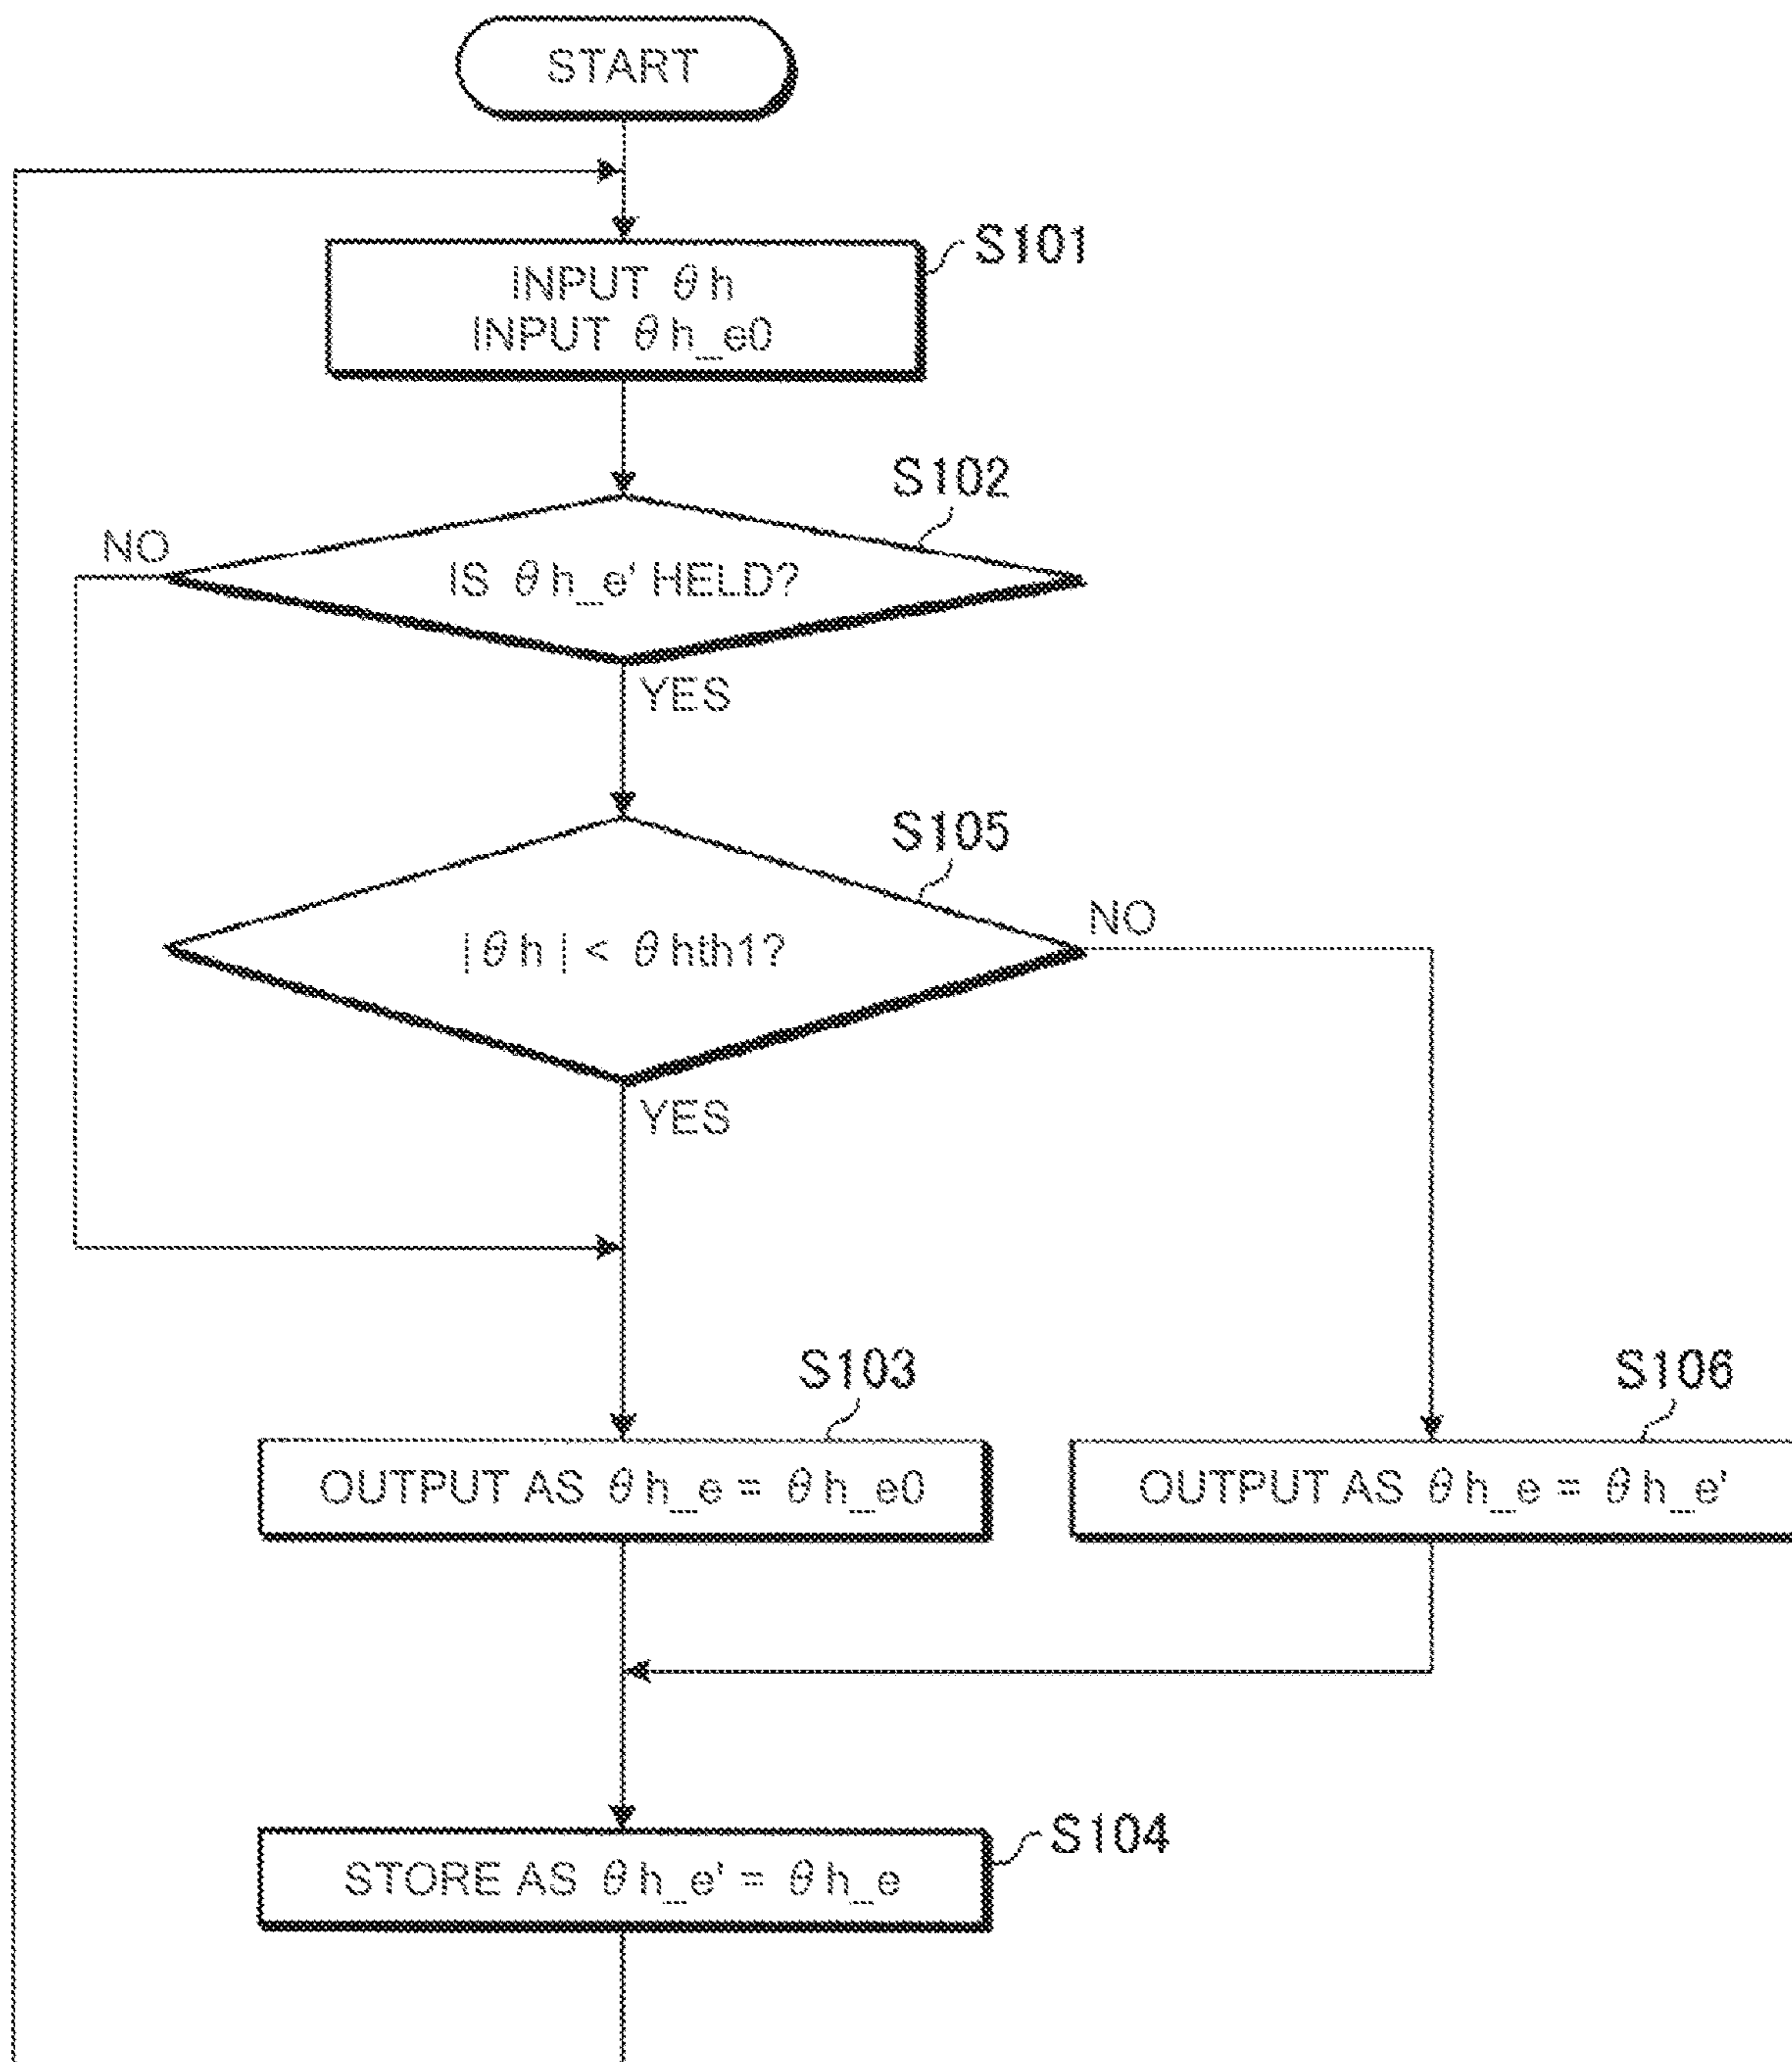 START
S101
INPUT θh
INPUT θh_e0
S102
NO
IS θh_e' HELD?
YES
S105
NO
|θh| < θhth1?
YES
S103
S106
OUTPUT AS θh_e = θh_e0
OUTPUT AS θh_e = θh_e'
S104
STORE AS θh_e' = θh_e